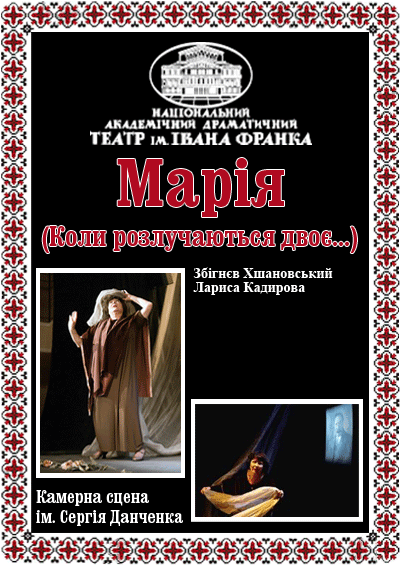 НАЦІОНАЛЬНИЙ
АКАДЕМІЧНИЙ ДРАМАТИЧНИЙ
ТЕАТР ІМ. ІВАНА ФРАНКА
Марія
(Коли розлучаються двоє...)
Збігнєв Хшановський
Лариса Кадирова
Камерна сцена
ім. Сергія Данченка